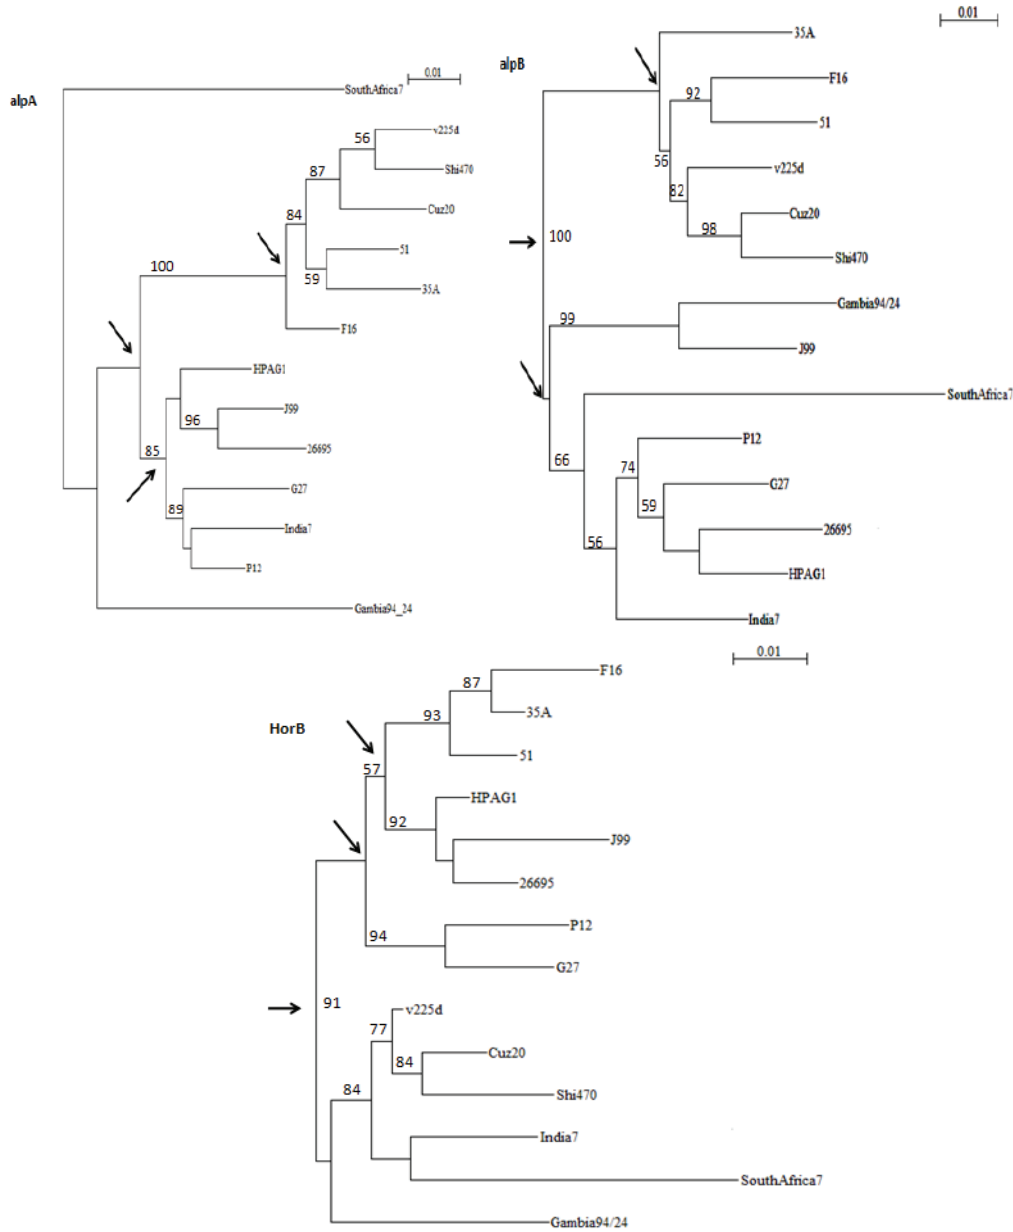 alpA
0.01
SouthAfrica7
v225d
56
Shi470
87
Cuz20
84
51
59
35A
100
F16
HPAG1
J99
96
26695
85
G27
89
India7
P12
Gambia94_24
alpB
0.01
35A
F16
92
51
56
v225d
82
Cuz20
98
Shi470
100
Gambia94/24
99
J99
SouthAfrica7
P12
66
74
G27
59
26695
56
HPAG1
India7
HorB
0.01
F16
87
35A
93
51
57
HPAG1
92
J99
26695
P12
94
G27
91
v225d
77
Cuz20
84
Shi470
84
India7
SouthAfrica7
Gambia94/24